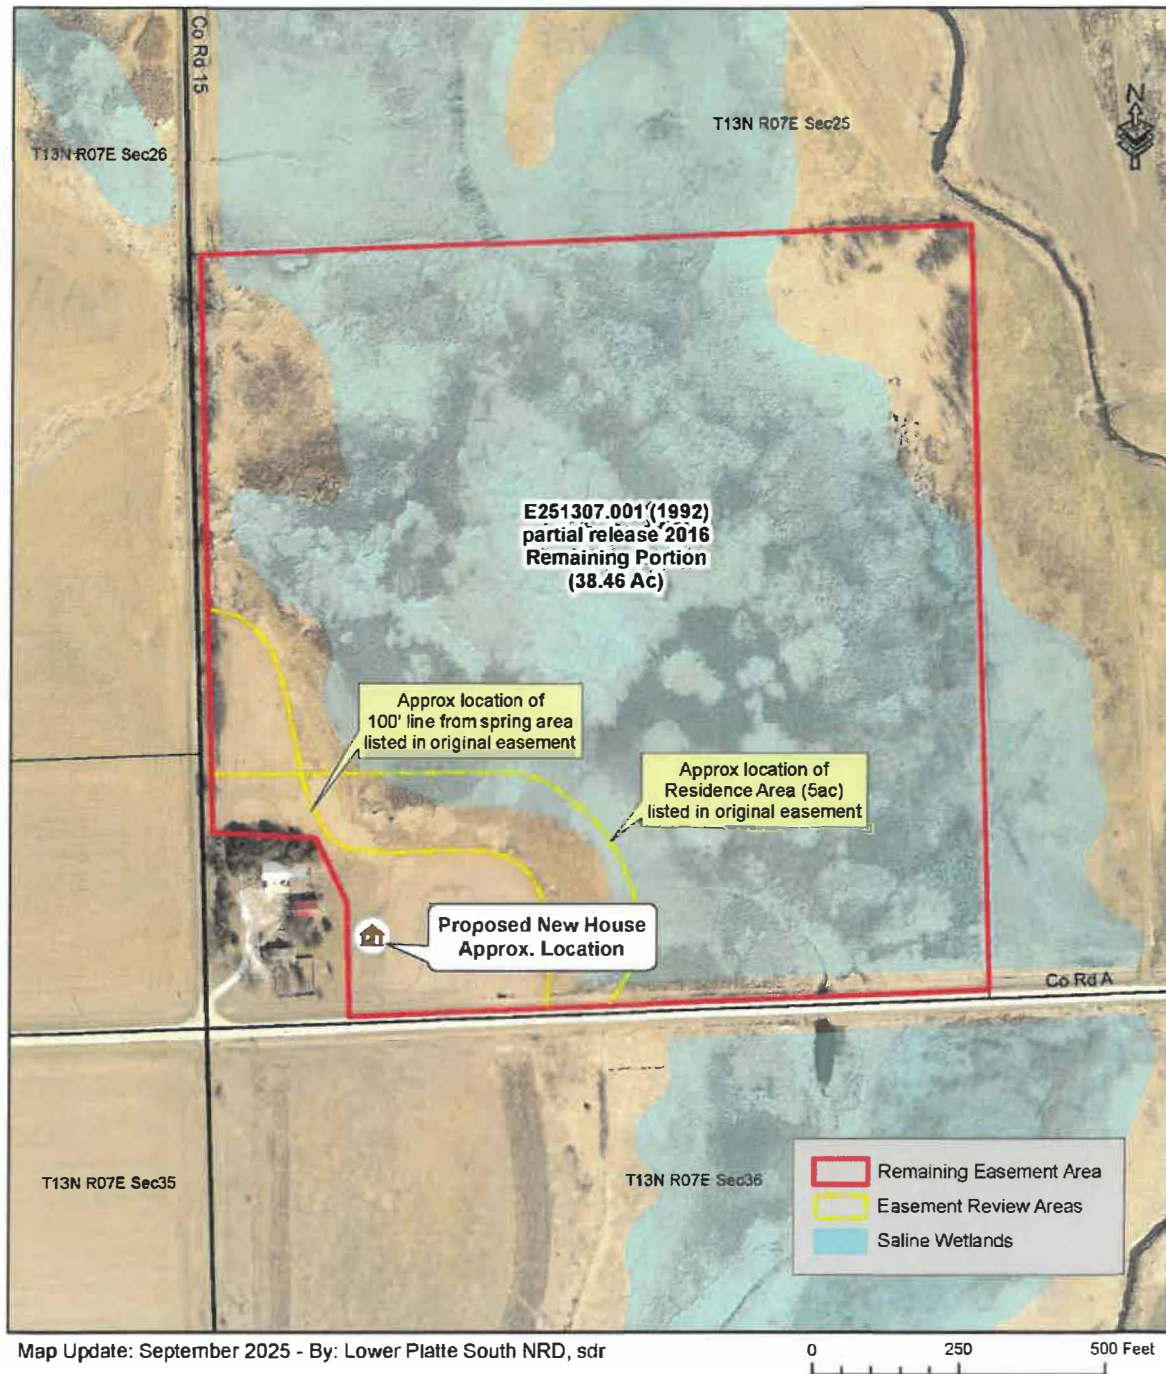 Co Rd 15
T13N R07E Sec25
N
T13N R07E Sec26
E251307.001 (1992)
partial release 2016
Remaining Portion
(38.46 Ac)
Approx location of
100' line from spring area
listed in original easement
Approx location of
Residence Area (5ac)
listed in original easement
Proposed New House
Approx. Location
Co Rd A
T13N R07E Sec35
T13N R07E Sec36
Remaining Easement Area
Easement Review Areas
Saline Wetlands
Map Update: September 2025 - By: Lower Platte South NRD, sdr
0 250 500 Feet